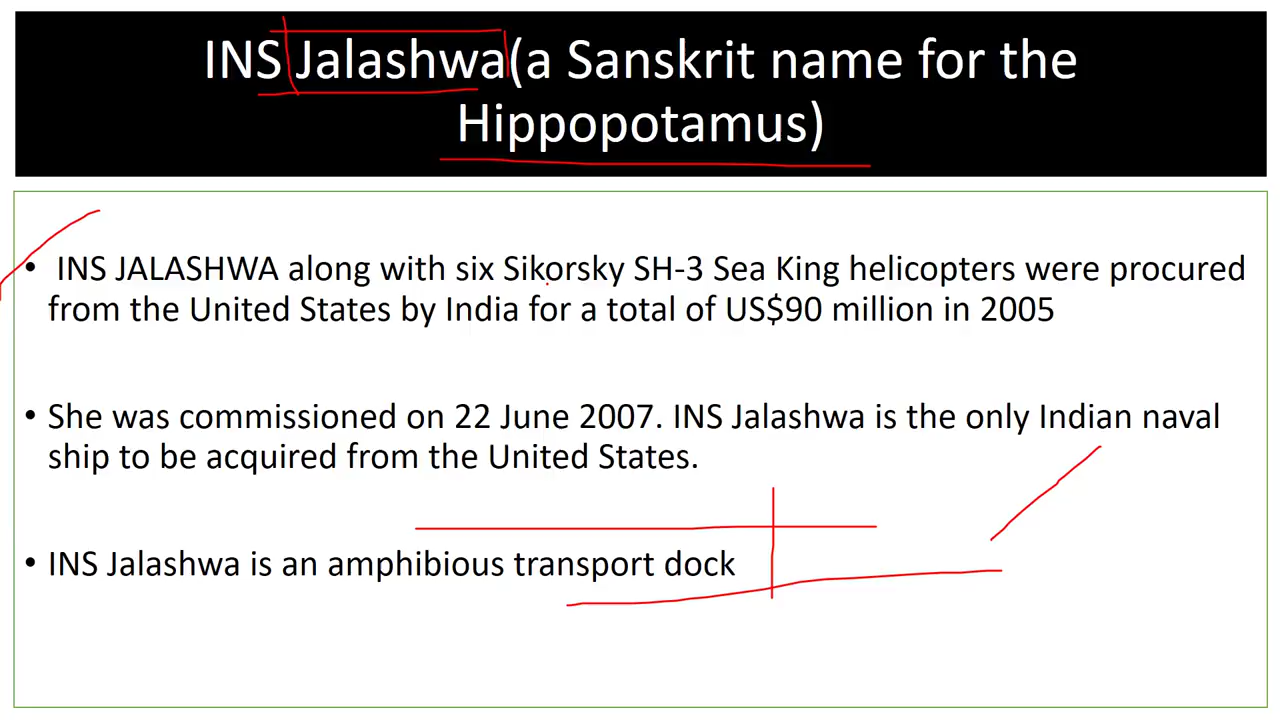 INS Jalashwa(a Sanskrit name for the
Hippopotamus)
• INS JALASHWA along with six Sikorsky SH-3 Sea King helicopters were procured
from the United States by India for a total of US$90 million in 2005
• She was commissioned on 22 June 2007. INS Jalashwa is the only Indian naval
ship to be acquired from the United States.
• INS Jalashwa is an amphibious transport dock